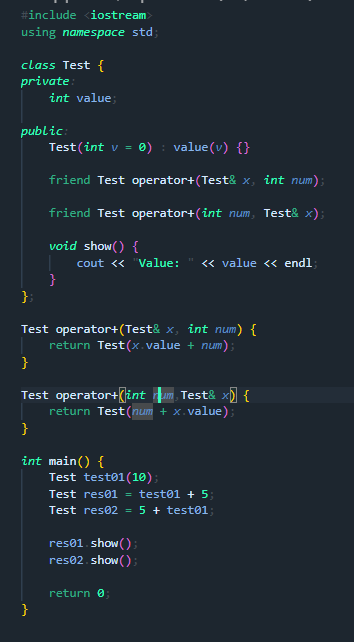 #include <iostream>
using namespace std;
class Test {
private:
int value;
public:
Test(int v = 0) : value(v) {}
friend Test operator+(Test& x, int num);
friend Test operator+(int num, Test& x);
void show() {
cout << "Value: " << value << endl;
}
};
Test operator+(Test& x, int num) {
return Test(x.value + num);
}
Test operator+(int num,Test& x) {
return Test(num + x.value);
}
int main() {
Test test01(10);
Test res01 = test01 + 5;
Test res02 = 5 + test01;
res01.show();
res02.show();
return 0;
}